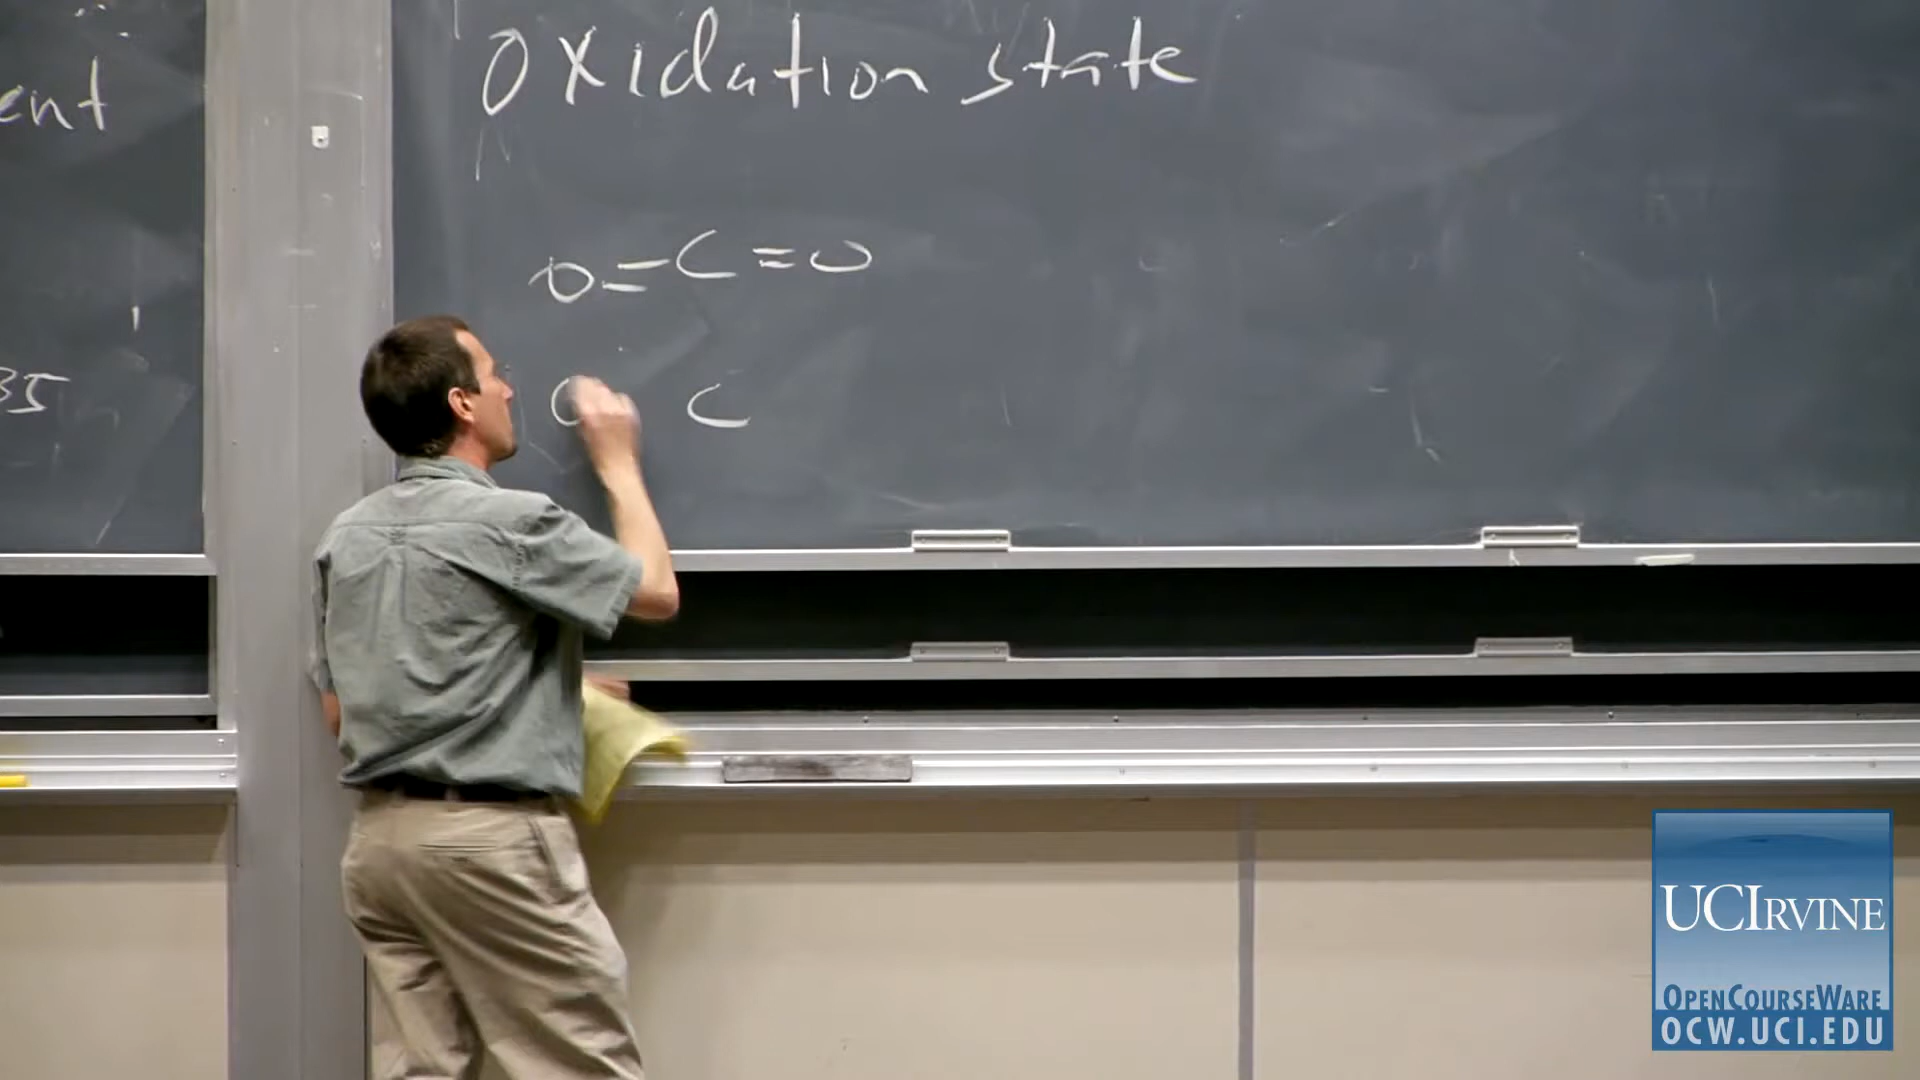 ent
35
Oxidation state
O=C=O
O C
UCIRVINE
OPENCOURSEWARE
OCW.UCI.EDU